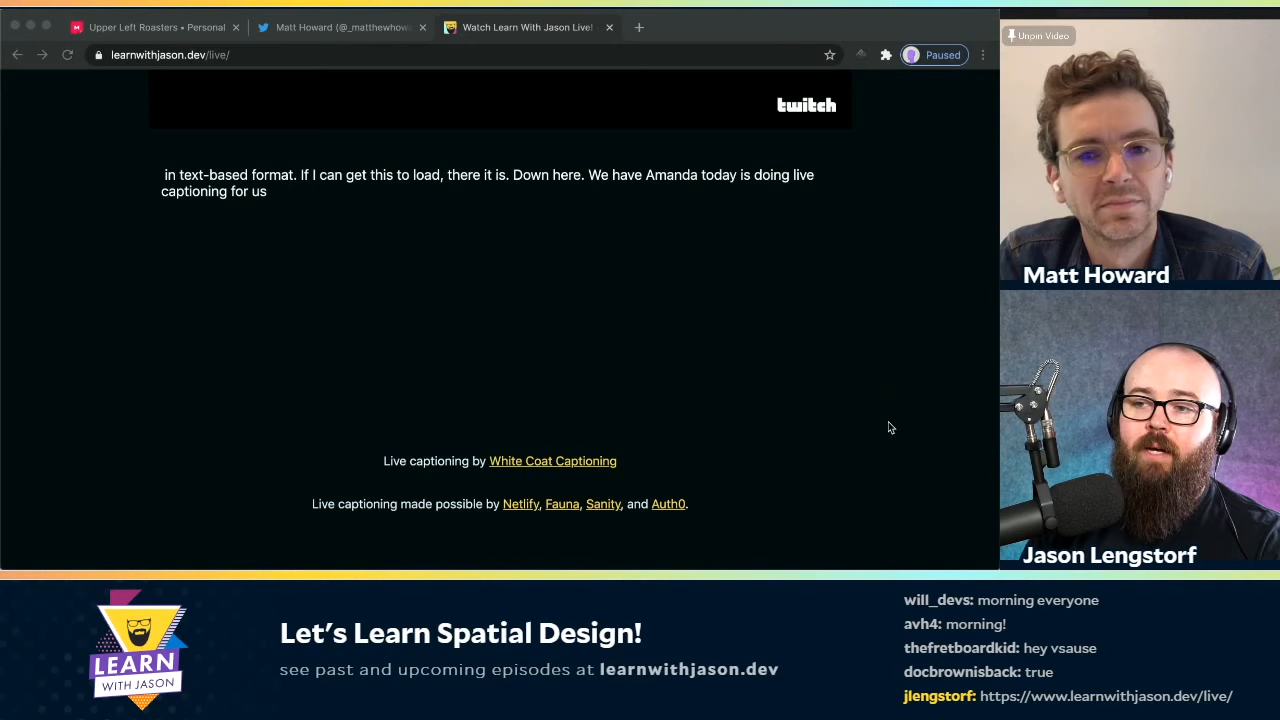 Upper Left Roasters • Personal
Matt Howard (@_matthewhow
Watch Learn With Jason Live!
learnwithjason.dev/live/
Paused
twitch
in text-based format. If I can get this to load, there it is. Down here. We have Amanda today is doing live
captioning for us
Live captioning by White Coat Captioning
Live captioning made possible by Netlify, Fauna, Sanity, and Auth0.
Unpin Video
Matt Howard
Jason Lengstorf
LEARN
WITH JASON
Let's Learn Spatial Design!
see past and upcoming episodes at learnwithjason.dev
will_devs: morning everyone
avh4: morning!
thefretboardkid: hey vsause
docbrownisback: true
jlengstorf: https://www.learnwithjason.dev/live/